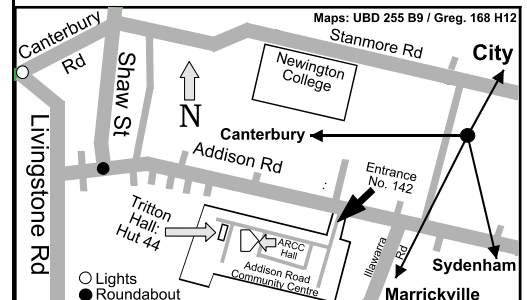 Maps: UBD 255 B9 / Greg. 168 H12
Canterbury
Rd
Stanmore Rd
City
Shaw St
Newington
College
N
Canterbury
Livingstone Rd
Addison Rd
Entrance
No. 142
:
Tritton
Hall:
Hut 44
ARCC
Hall
Illawarra
Rd
Addison Road
Community Centre
Sydenham
Lights
Roundabout
Marrickville